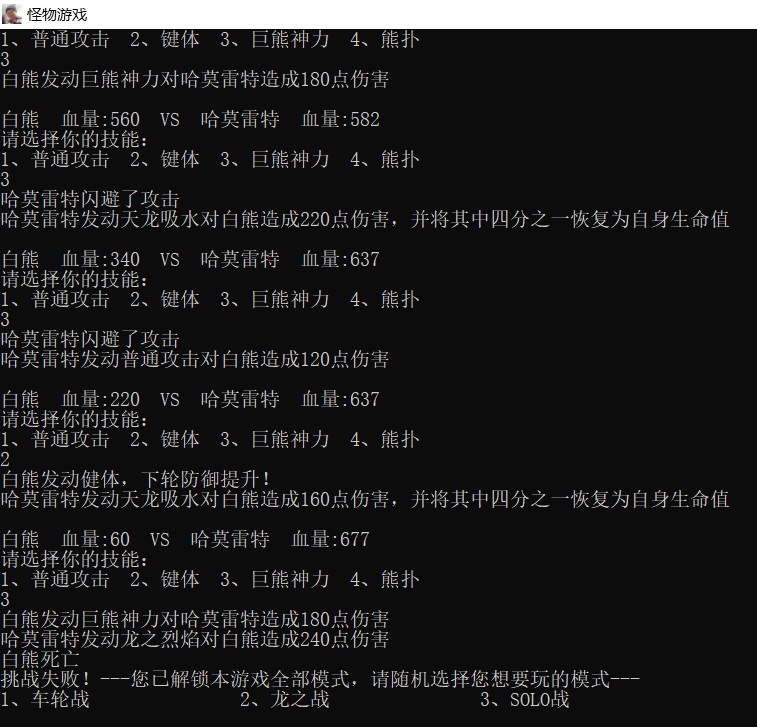 怪物游戏
1、普通攻击  2、键体  3、巨熊神力  4、熊扑
3
白熊发动巨熊神力对哈莫雷特造成180点伤害
白熊  血量:560  VS  哈莫雷特  血量:582
请选择你的技能:
1、普通攻击  2、键体  3、巨熊神力  4、熊扑
3
哈莫雷特闪避了攻击
哈莫雷特发动天龙吸水对白熊造成220点伤害，并将其中四分之一恢复为自身生命值
白熊  血量:340  VS  哈莫雷特  血量:637
请选择你的技能:
1、普通攻击  2、键体  3、巨熊神力  4、熊扑
3
哈莫雷特闪避了攻击
哈莫雷特发动普通攻击对白熊造成120点伤害
白熊  血量:220  VS  哈莫雷特  血量:637
请选择你的技能:
1、普通攻击  2、键体  3、巨熊神力  4、熊扑
2
白熊发动健体，下轮防御提升!
哈莫雷特发动天龙吸水对白熊造成160点伤害，并将其中四分之一恢复为自身生命值
白熊  血量:60  VS  哈莫雷特  血量:677
请选择你的技能:
1、普通攻击  2、键体  3、巨熊神力  4、熊扑
3
白熊发动巨熊神力对哈莫雷特造成180点伤害
哈莫雷特发动龙之烈焰对白熊造成240点伤害
白熊死亡
挑战失败! ---您已解锁本游戏全部模式，请随机选择您想要玩的模式---
1、车轮战  2、龙之战  3、SOLO战